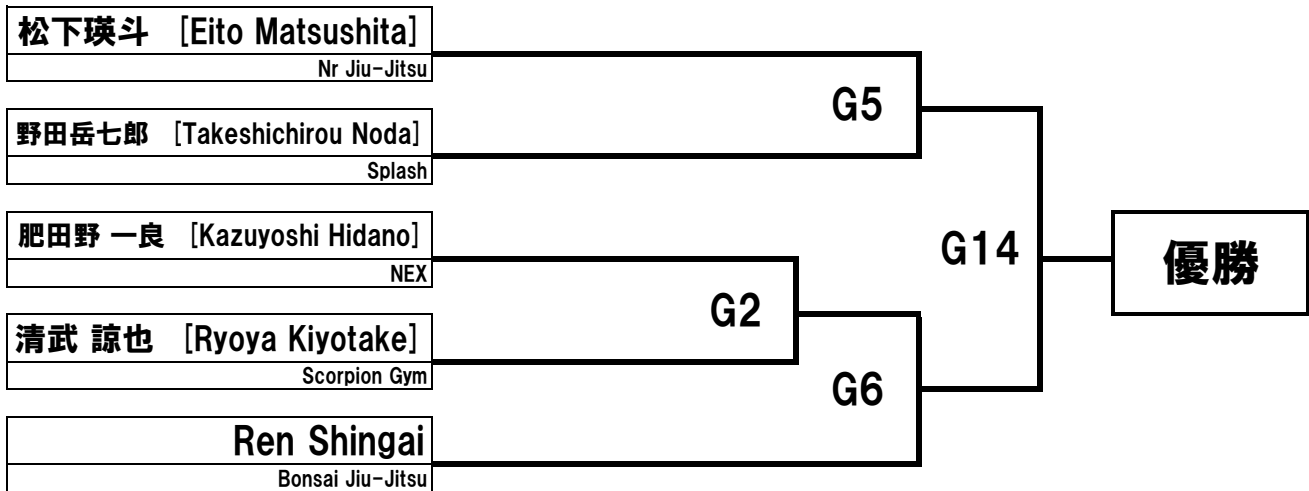 松下瑛斗 [Eito Matsushita]
Nr Jiu-Jitsu
野田岳七郎 [Takeshichirou Noda]
Splash
肥田野 一良 [Kazuyoshi Hidano]
NEX
清武 諒也 [Ryoya Kiyotake]
Scorpion Gym
Ren Shingai
Bonsai Jiu-Jitsu
G5
G2
G6
G14
優勝